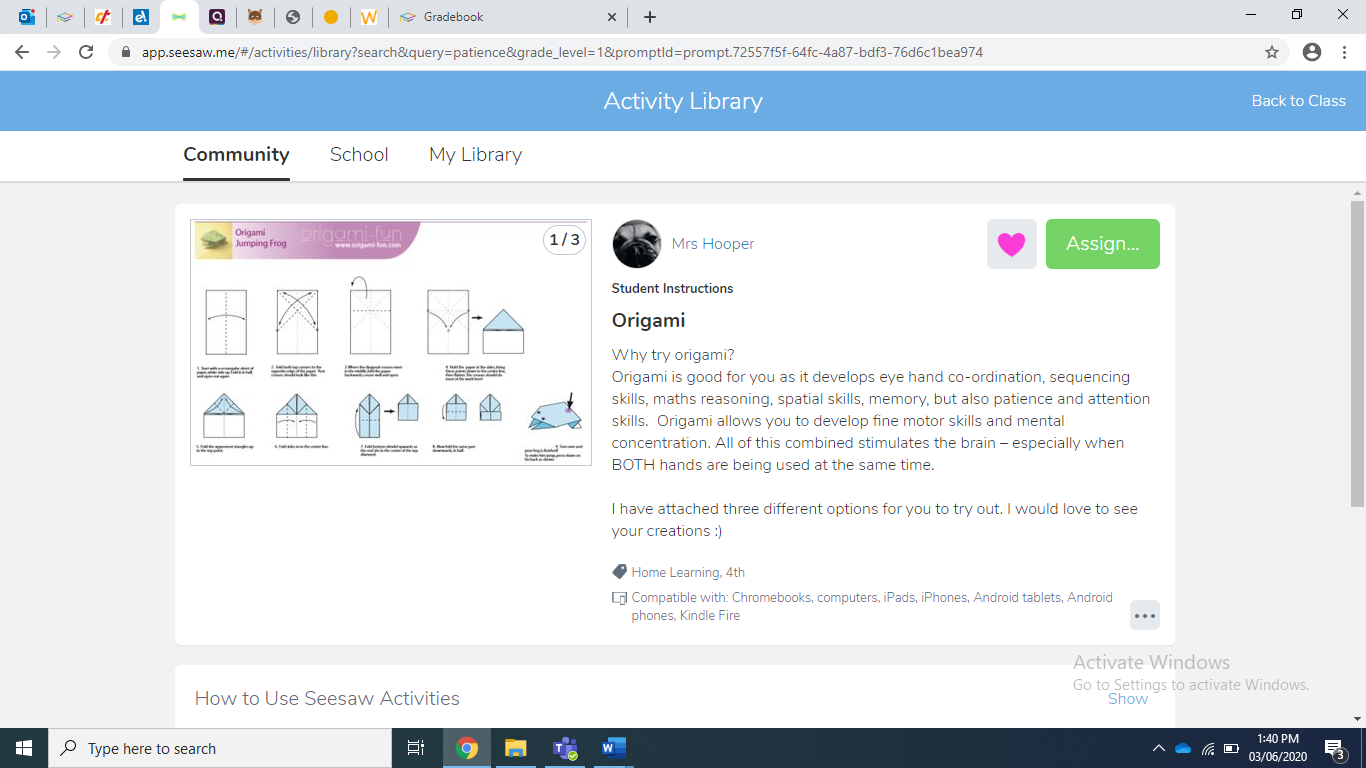 Gradebook
app.seesaw.me/#/activities/library?search&query=patience&grade_level=1&promptId=prompt.72557f5f-64fc-4a87-bdf3-76d6c1bea974
Activity Library
Back to Class
Community
School
My Library
Origami
Jumping Frog
origami-fun
www.origami-fun.com
1 / 3
Mrs Hooper
Assign...
Student Instructions
Origami
Why try origami?
Origami is good for you as it develops eye hand co-ordination, sequencing
skills, maths reasoning, spatial skills, memory, but also patience and attention
skills. Origami allows you to develop fine motor skills and mental
concentration. All of this combined stimulates the brain – especially when
BOTH hands are being used at the same time.
I have attached three different options for you to try out. I would love to see
your creations :)
Home Learning, 4th
Compatible with: Chromebooks, computers, iPads, iPhones, Android tablets, Android
phones, Kindle Fire
Activate Windows
Go to Settings to activate Windows.
How to Use Seesaw Activities
Show
Type here to search
1:40 PM
03/06/2020
3